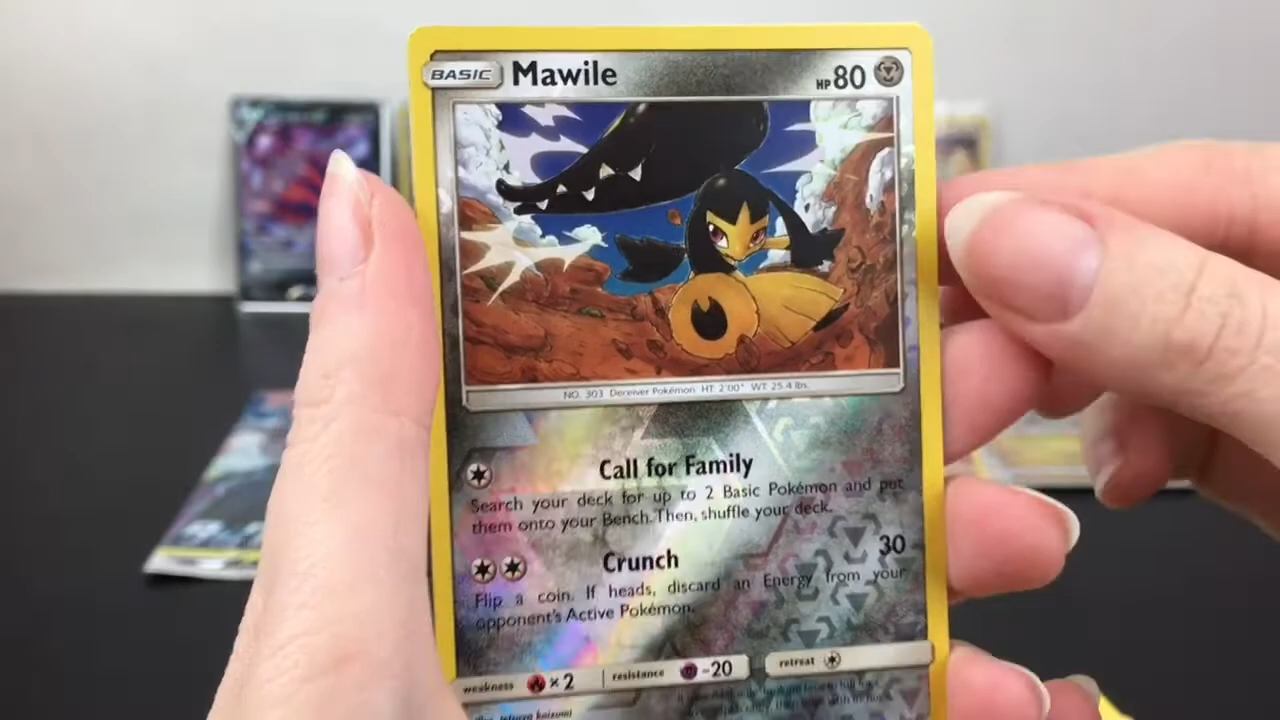 BASIC Mawile HP 80
NO. 303 Deceiver Pokémon HT: 2'00" WT: 25.4 lbs.
Call for Family
Search your deck for up to 2 Basic Pokémon and put
them onto your Bench. Then, shuffle your deck.
Crunch 30
Flip a coin. If heads, discard an Energy from your
opponent's Active Pokémon.
weakness ×2 resistance -20 retreat